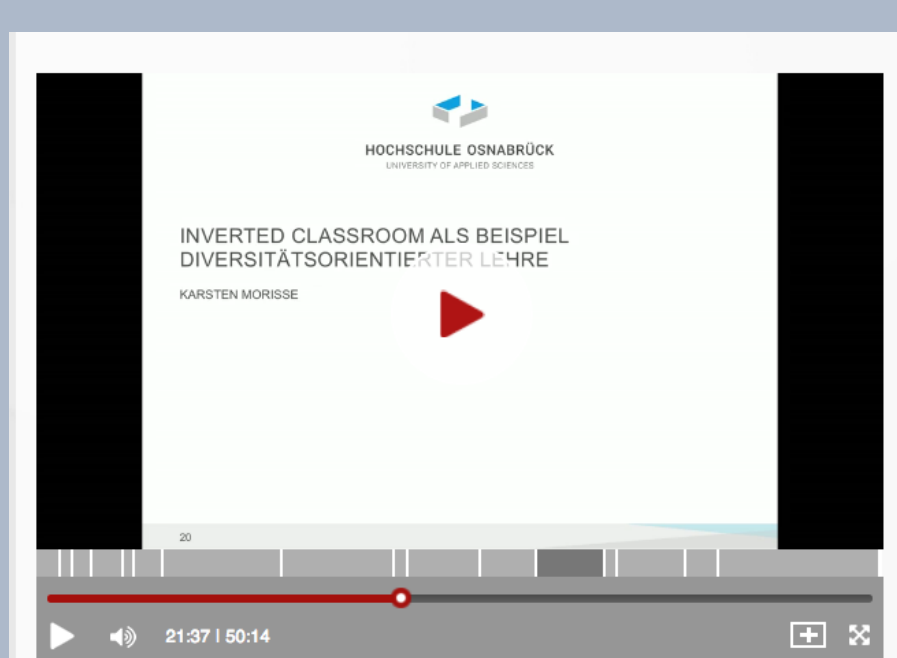 HOCHSCHULE OSNABRÜCK
UNIVERSITY OF APPLIED SCIENCES
INVERTED CLASSROOM ALS BEISPIEL
DIVERSITÄTSORIENTIERTER LEHRE
KARSTEN MORISSE
20
21:37 | 50:14